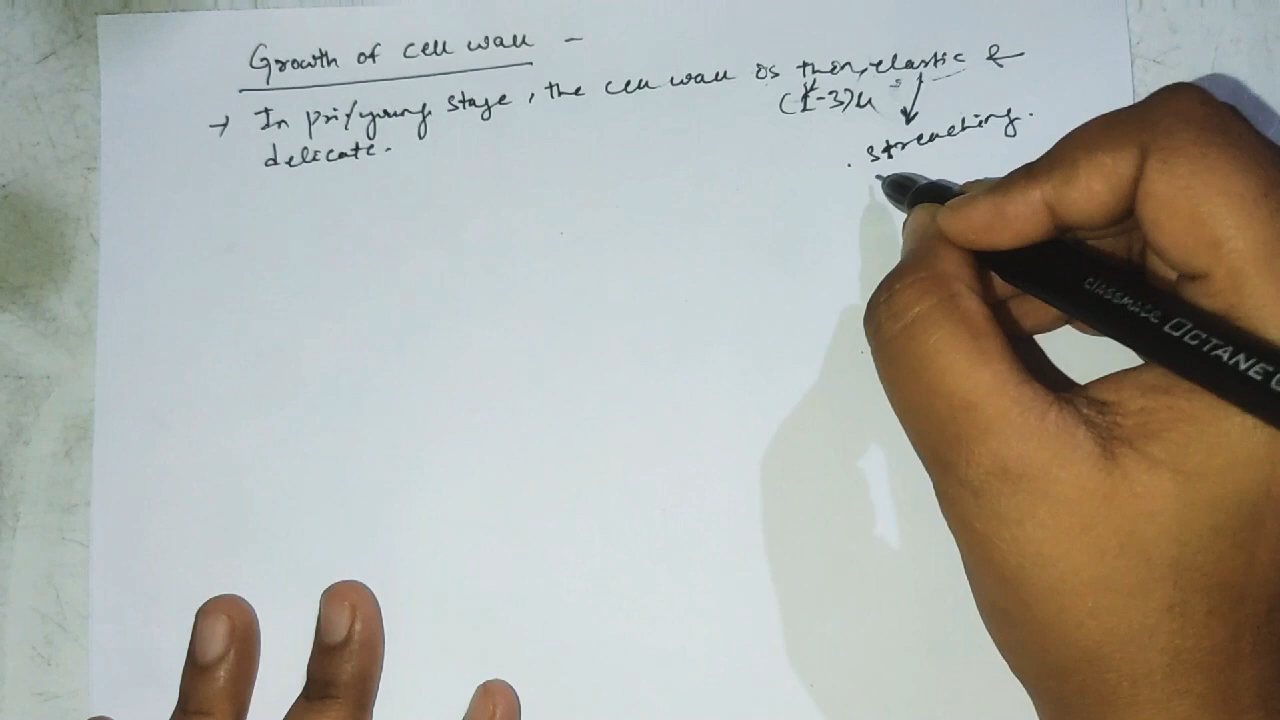 Growth of cell wall -
→ In pri/young stage, the cell wall is thin, elastic &
(1-3)u
delicate.
streaching.
CLASSMATE OCTANE